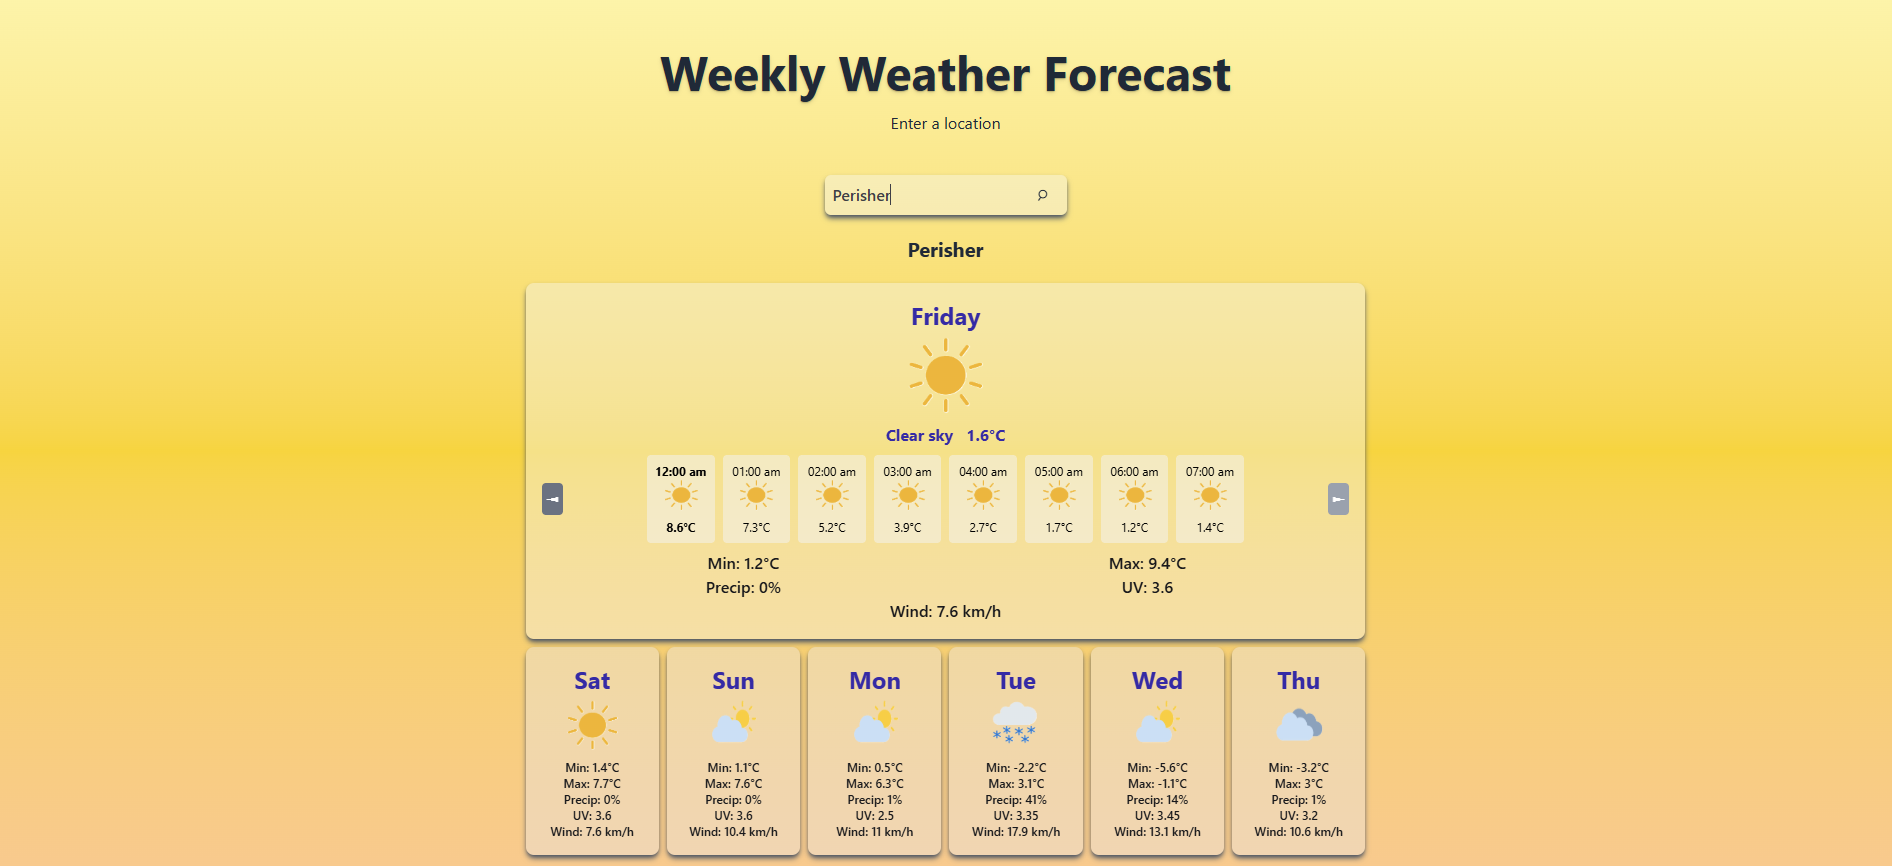 Weekly Weather Forecast
Enter a location
Perisher
Perisher
Friday
Clear sky 1.6°C
12:00 am 01:00 am 02:00 am 03:00 am 04:00 am 05:00 am 06:00 am 07:00 am
8.6°C 7.3°C 5.2°C 3.9°C 2.7°C 1.7°C 1.2°C 1.4°C
Min: 1.2°C Max: 9.4°C
Precip: 0% UV: 3.6
Wind: 7.6 km/h
Sat
Min: 1.4°C
Max: 7.7°C
Precip: 0%
UV: 3.6
Wind: 7.6 km/h
Sun
Min: 1.1°C
Max: 7.6°C
Precip: 0%
UV: 3.6
Wind: 10.4 km/h
Mon
Min: 0.5°C
Max: 6.3°C
Precip: 1%
UV: 2.5
Wind: 11 km/h
Tue
Min: -2.2°C
Max: 3.1°C
Precip: 41%
UV: 3.35
Wind: 17.9 km/h
Wed
Min: -5.6°C
Max: -1.1°C
Precip: 14%
UV: 3.45
Wind: 13.1 km/h
Thu
Min: -3.2°C
Max: 3°C
Precip: 1%
UV: 3.2
Wind: 10.6 km/h